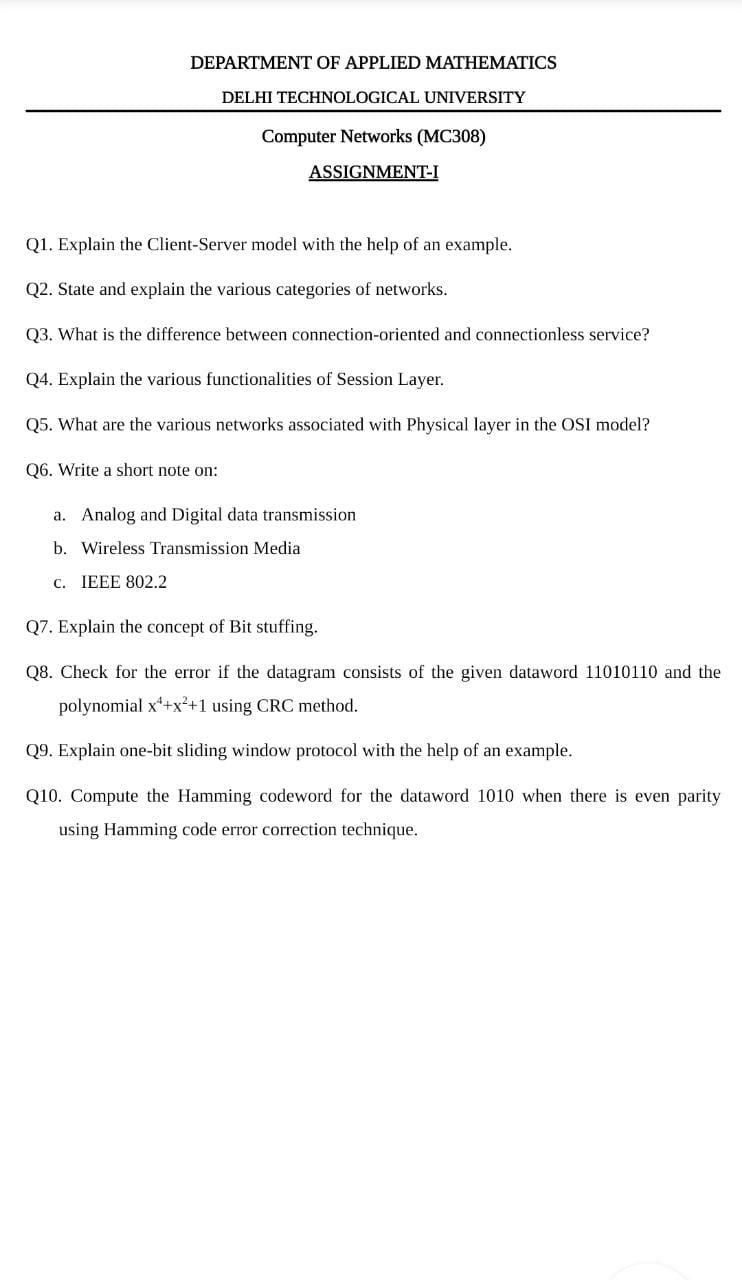 DEPARTMENT OF APPLIED MATHEMATICS
DELHI TECHNOLOGICAL UNIVERSITY
Computer Networks (MC308)
ASSIGNMENT-I
Q1. Explain the Client-Server model with the help of an example.
Q2. State and explain the various categories of networks.
Q3. What is the difference between connection-oriented and connectionless service?
Q4. Explain the various functionalities of Session Layer.
Q5. What are the various networks associated with Physical layer in the OSI model?
Q6. Write a short note on:
a. Analog and Digital data transmission
b. Wireless Transmission Media
c. IEEE 802.2
Q7. Explain the concept of Bit stuffing.
Q8. Check for the error if the datagram consists of the given dataword 11010110 and the
polynomial x⁴+x²+1 using CRC method.
Q9. Explain one-bit sliding window protocol with the help of an example.
Q10. Compute the Hamming codeword for the dataword 1010 when there is even parity
using Hamming code error correction technique.